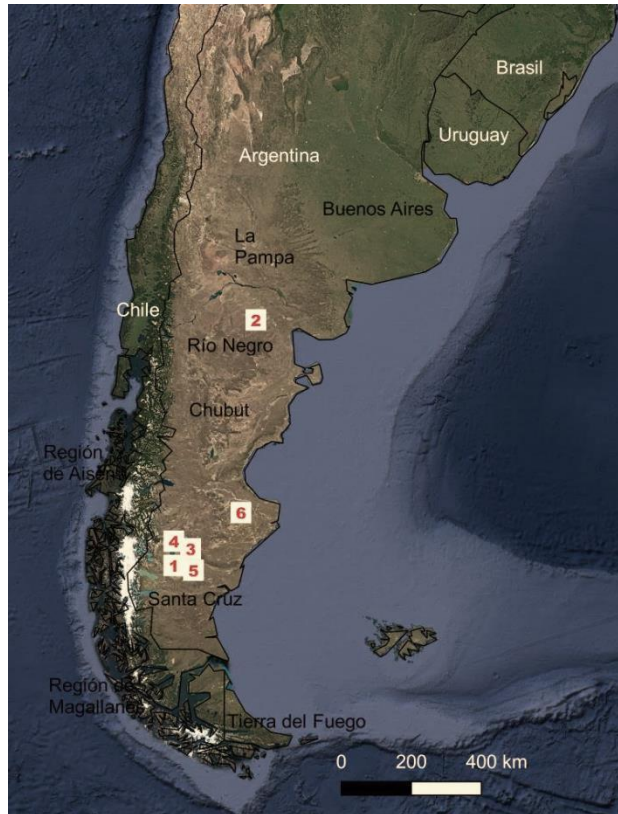 Brasil
Uruguay
Argentina
Buenos Aires
La
Pampa
Chile
2
Río Negro
Chubut
Región
de Aisén
6
4
3
1
5
Santa Cruz
Región de
Magallanes
Tierra del Fuego
0 200 400 km